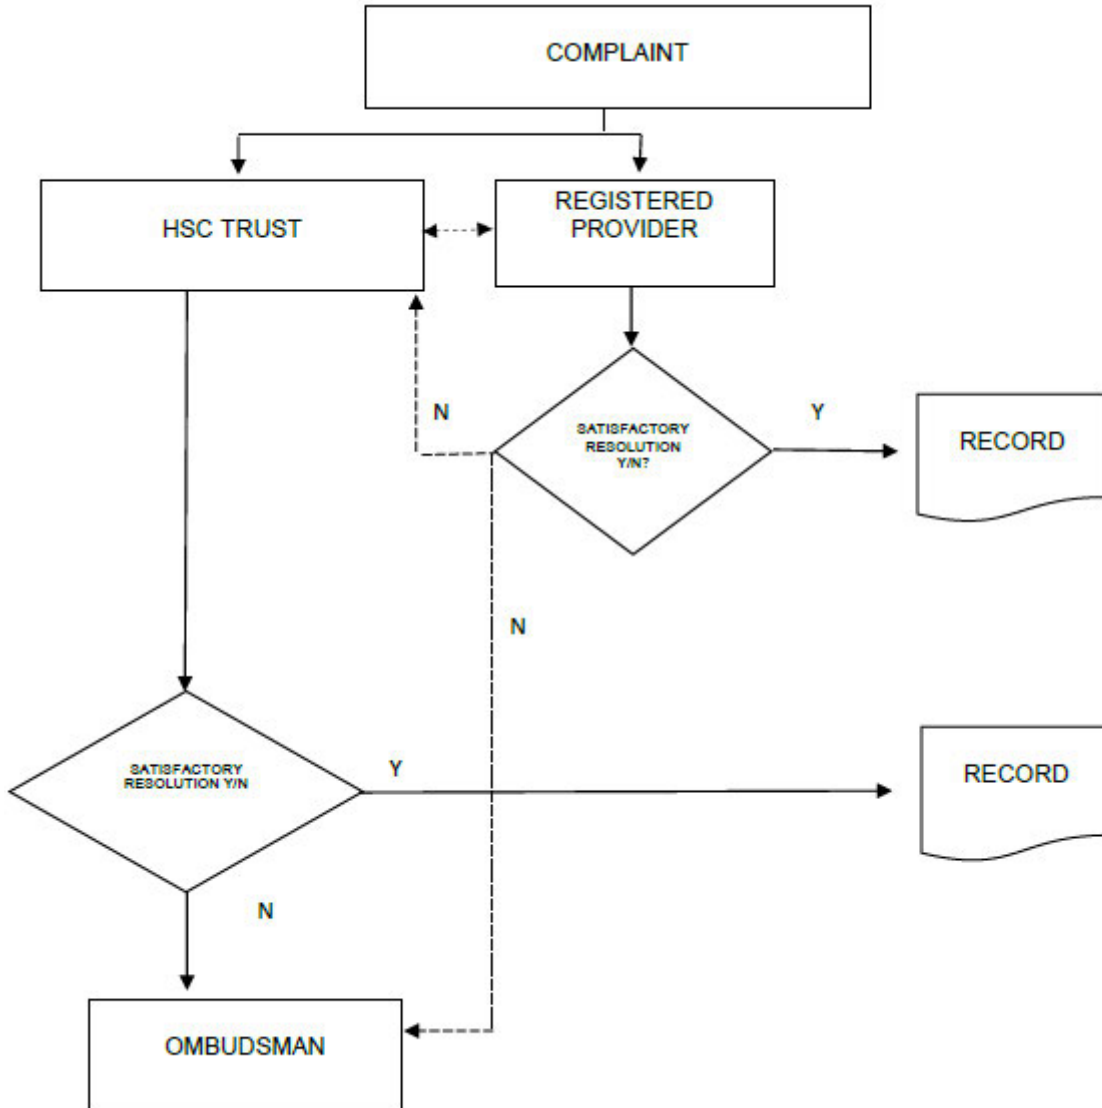 COMPLAINT
HSC TRUST
REGISTERED
PROVIDER
N
SATISFACTORY
RESOLUTION
Y/N?
Y
RECORD
N
SATISFACTORY
RESOLUTION Y/N
Y
RECORD
N
OMBUDSMAN